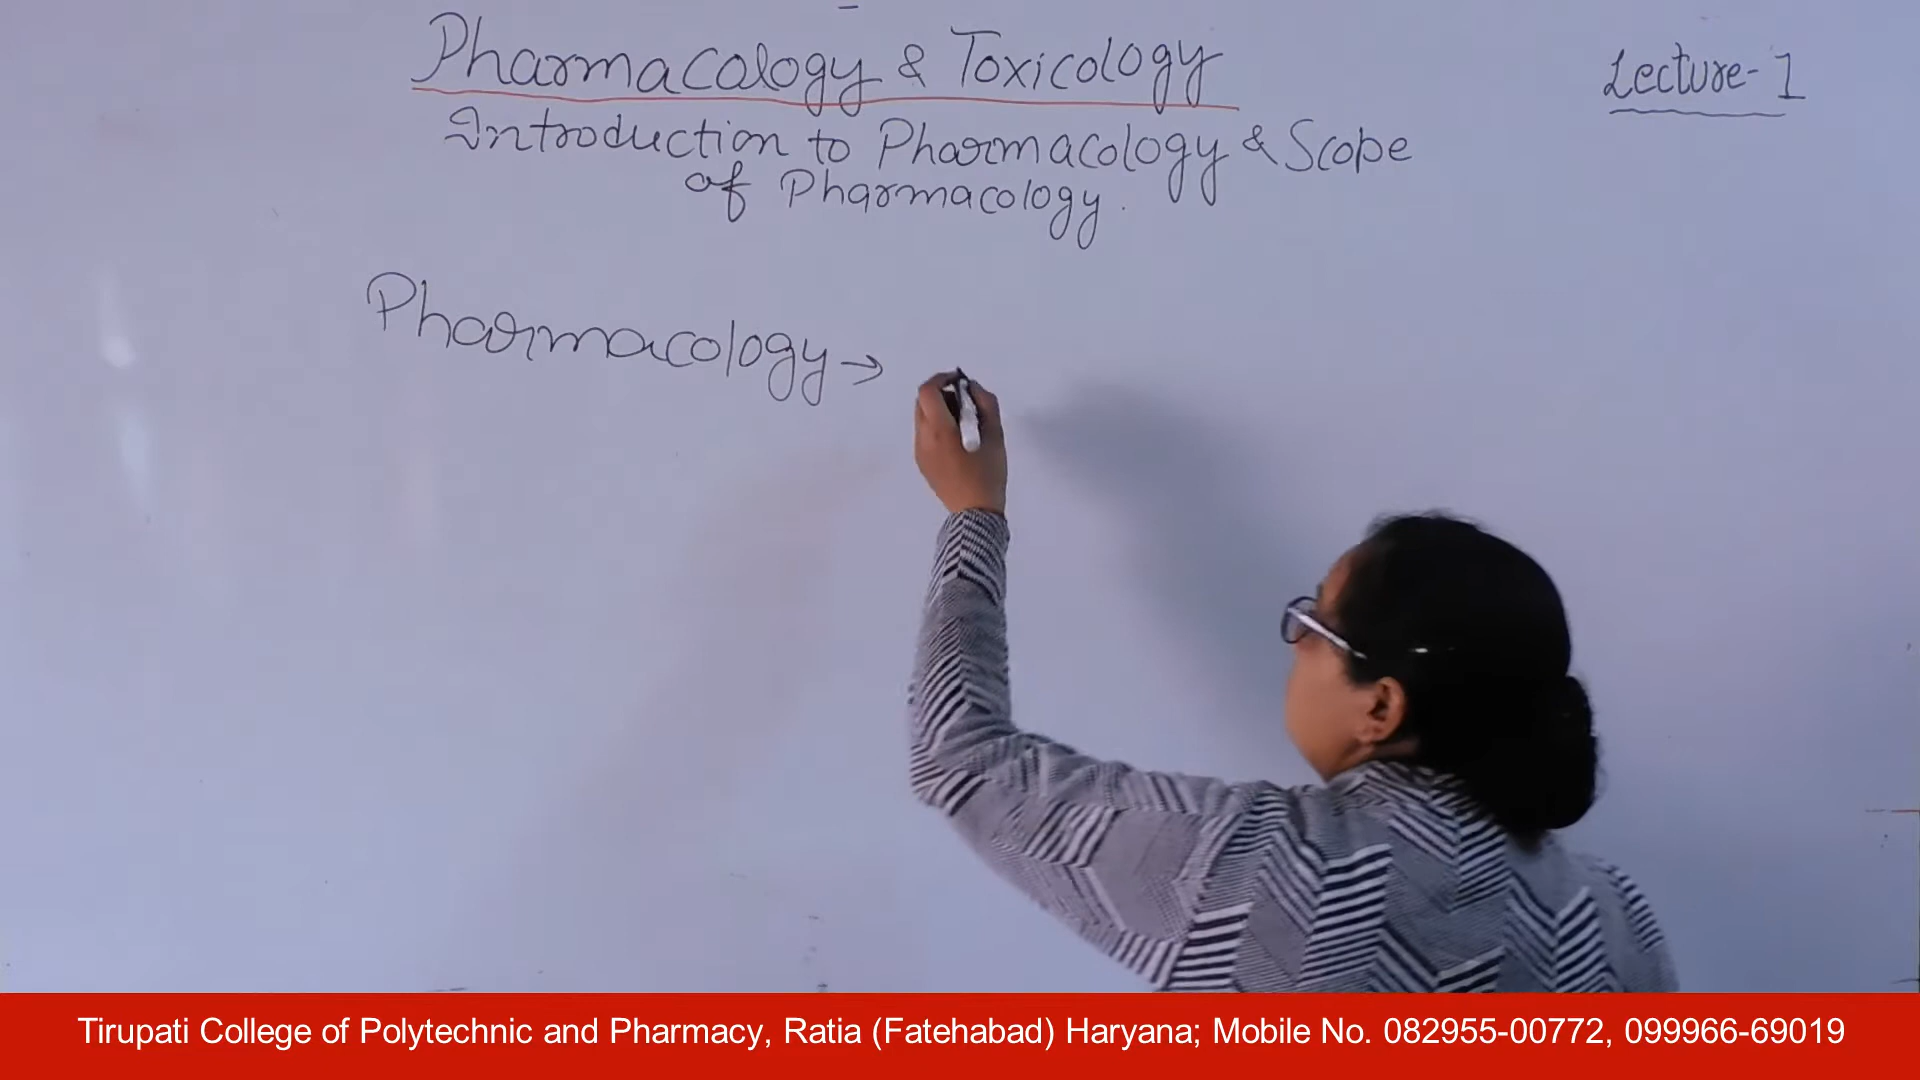 Pharmacology & Toxicology
Lecture-1
Introduction to Pharmacology & Scope
of Pharmacology.
Pharmacology →
Tirupati College of Polytechnic and Pharmacy, Ratia (Fatehabad) Haryana; Mobile No. 082955-00772, 099966-69019